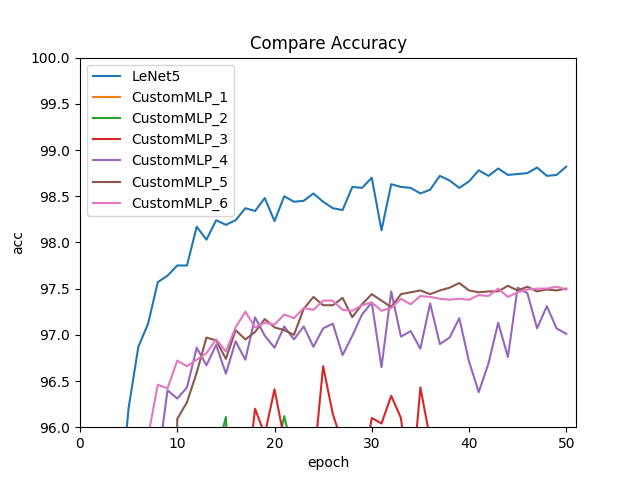 Compare Accuracy
100.0
99.5
99.0
98.5
98.0
97.5
97.0
96.5
96.0
acc
LeNet5
CustomMLP_1
CustomMLP_2
CustomMLP_3
CustomMLP_4
CustomMLP_5
CustomMLP_6
0 10 20 30 40 50
epoch